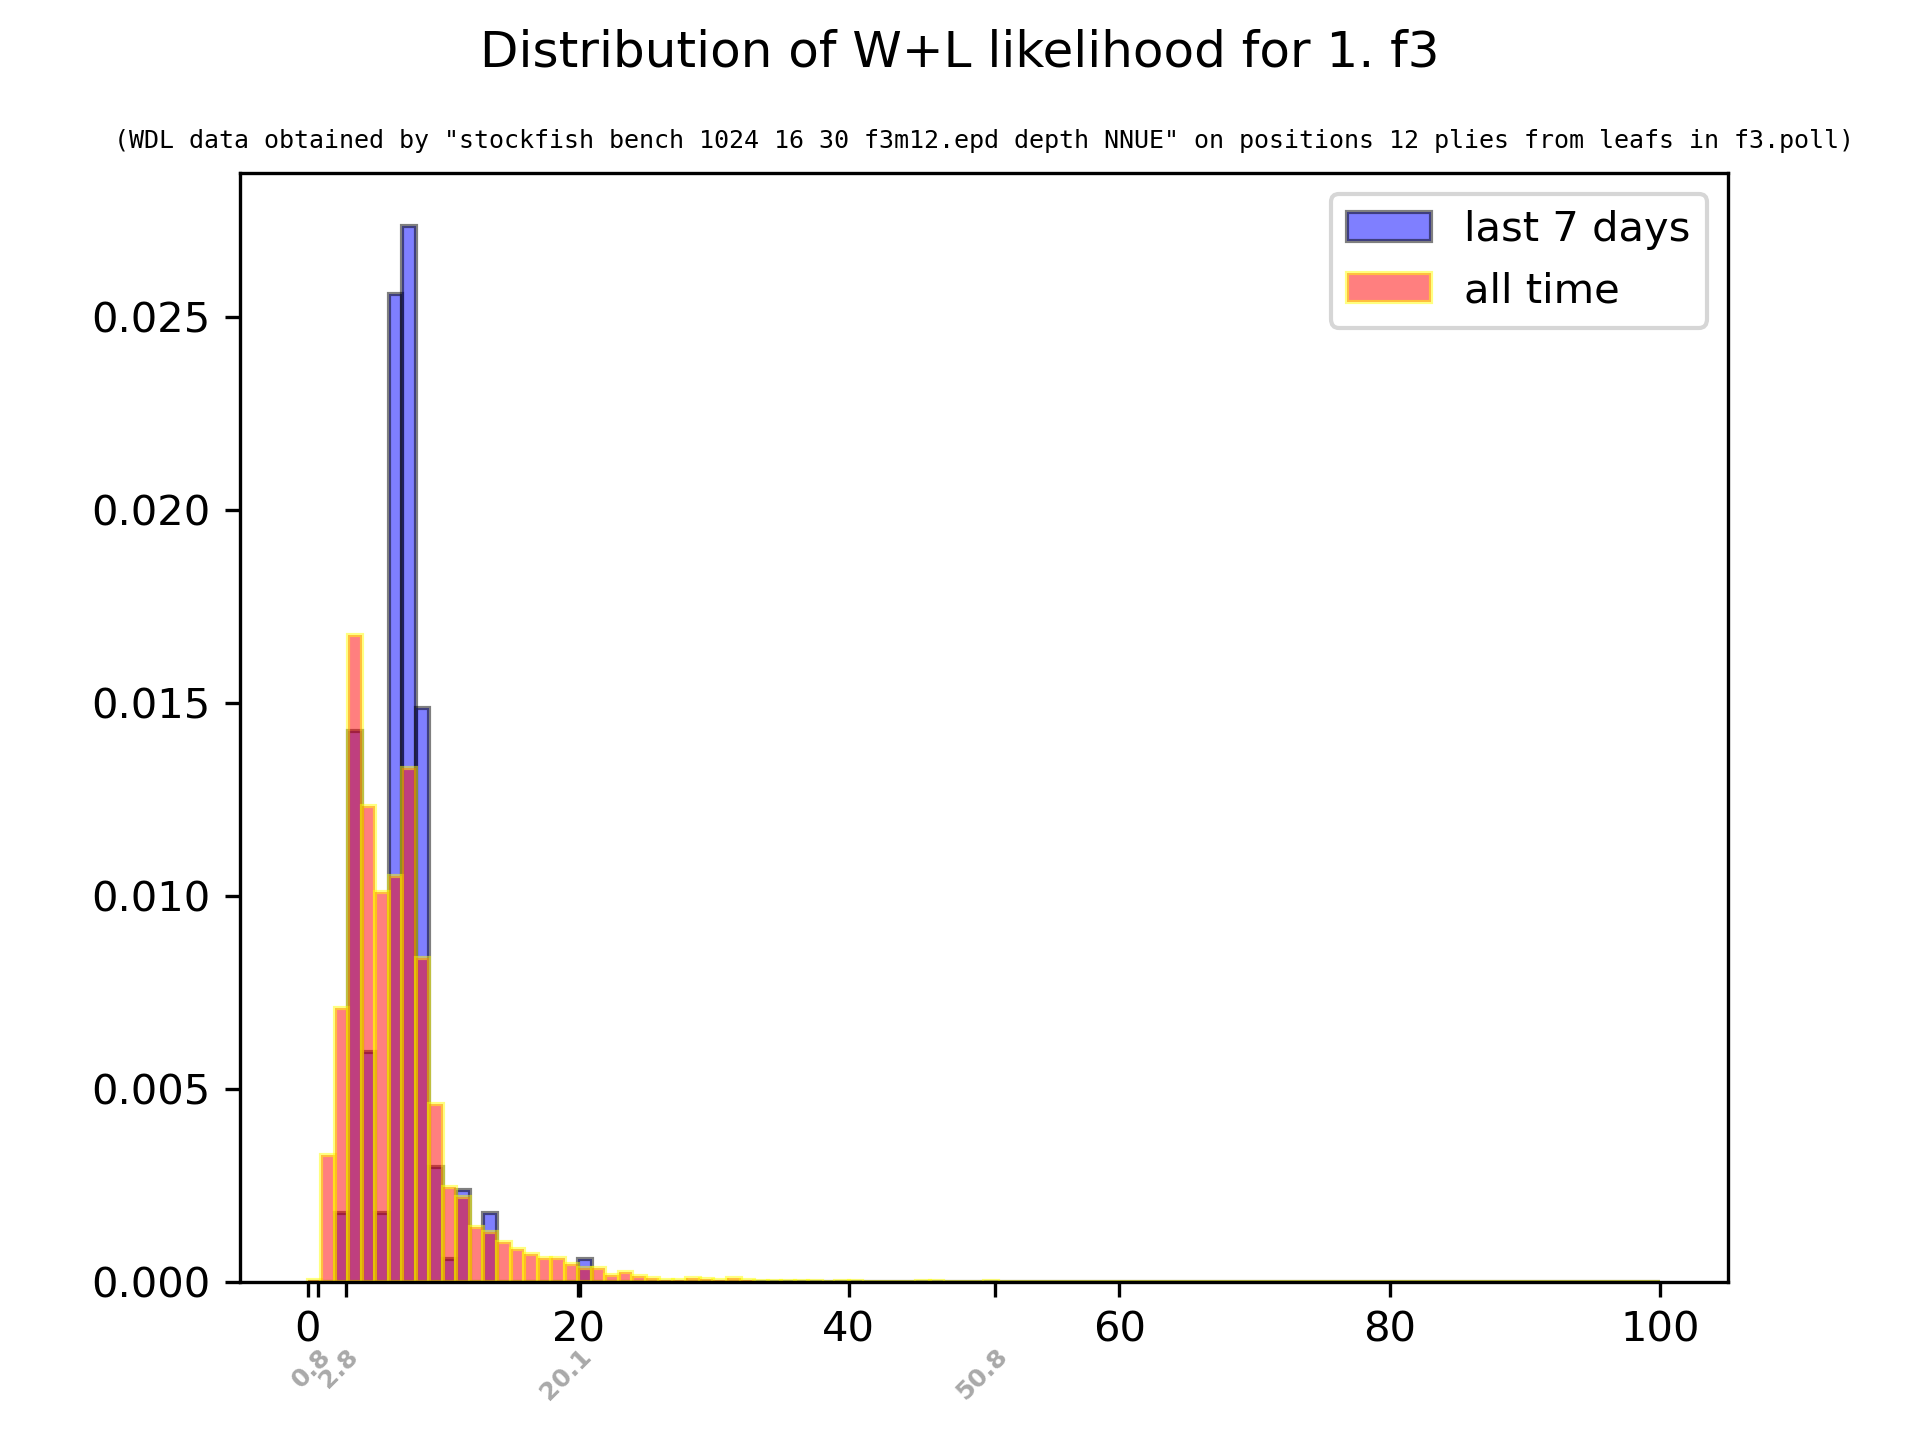 Distribution of W+L likelihood for 1. f3
(WDL data obtained by "stockfish bench 1024 16 30 f3m12.epd depth NNUE" on positions 12 plies from leafs in f3.poll)
last 7 days
all time
0.025
0.020
0.015
0.010
0.005
0.000
0 20 40 60 80 100
0.8 2.8 20.1 50.8